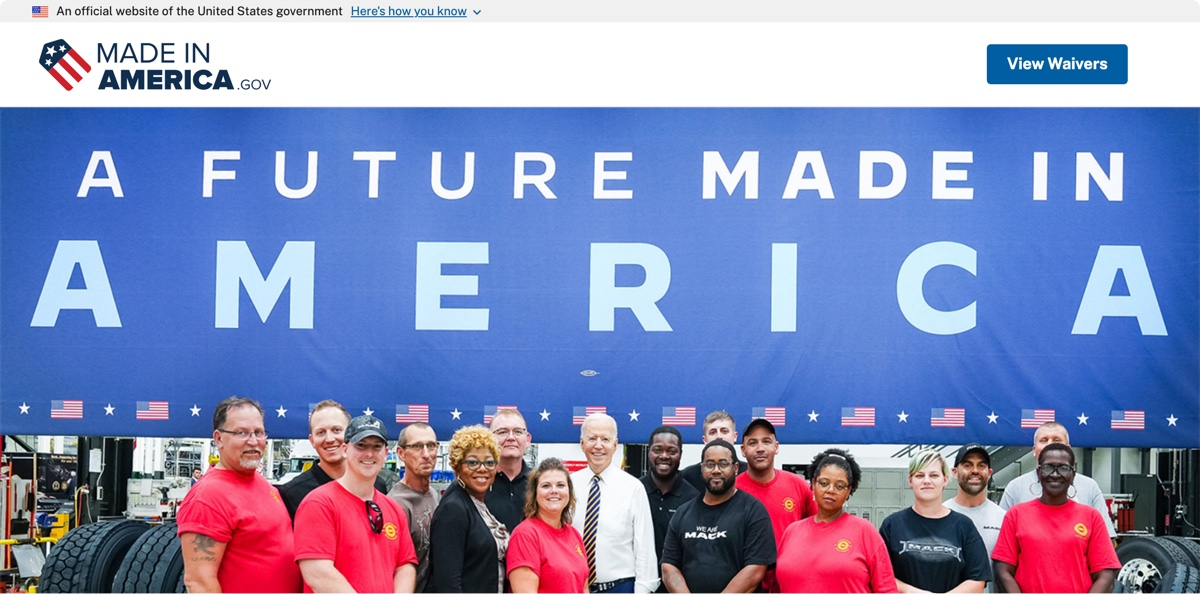 An official website of the United States government Here's how you know
MADE IN
AMERICA.GOV
View Waivers
A FUTURE MADE IN
AMERICA
WE ARE
MACK
MACK